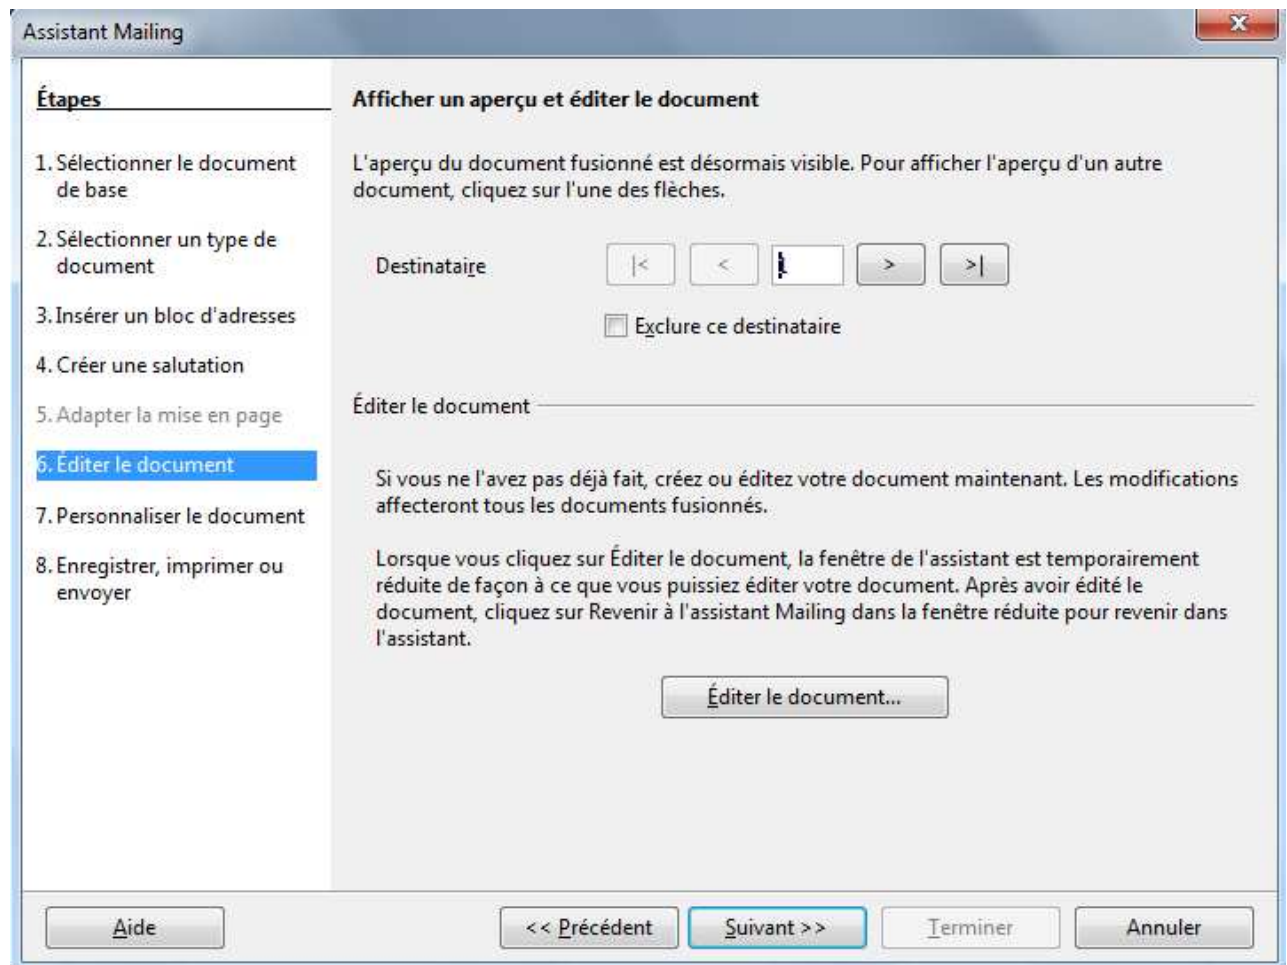 Assistant Mailing
Étapes
1. Sélectionner le document
de base
2. Sélectionner un type de
document
3. Insérer un bloc d'adresses
4. Créer une salutation
5. Adapter la mise en page
6. Éditer le document
7. Personnaliser le document
8. Enregistrer, imprimer ou
envoyer
Afficher un aperçu et éditer le document
L'aperçu du document fusionné est désormais visible. Pour afficher l'aperçu d'un autre
document, cliquez sur l'une des flèches.
Destinataire |< < 1 > >|
Exclure ce destinataire
Éditer le document
Si vous ne l'avez pas déjà fait, créez ou éditez votre document maintenant. Les modifications
affecteront tous les documents fusionnés.
Lorsque vous cliquez sur Éditer le document, la fenêtre de l'assistant est temporairement
réduite de façon à ce que vous puissiez éditer votre document. Après avoir édité le
document, cliquez sur Revenir à l'assistant Mailing dans la fenêtre réduite pour revenir dans
l'assistant.
Éditer le document...
Aide << Précédent Suivant >> Terminer Annuler